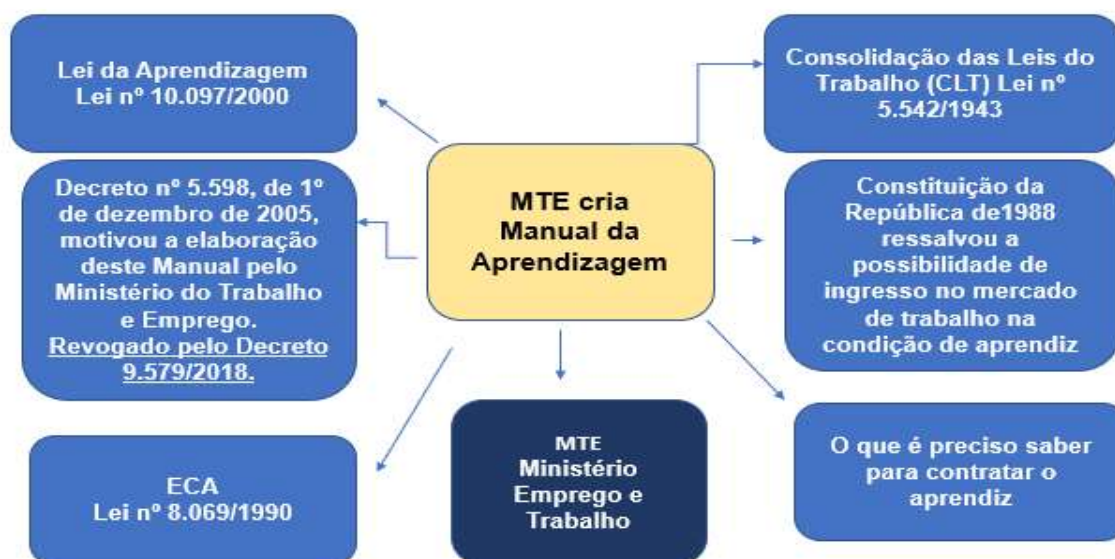 Lei da Aprendizagem
Lei nº 10.097/2000
Consolidação das Leis do
Trabalho (CLT) Lei nº
5.542/1943
MTE cria
Manual da
Aprendizagem
Decreto nº 5.598, de 1º
de dezembro de 2005,
motivou a elaboração
deste Manual pelo
Ministério do Trabalho
e Emprego.
Revogado pelo Decreto
9.579/2018.
Constituição da
República de1988
ressalvou a
possibilidade de
ingresso no mercado
de trabalho na
condição de aprendiz
ECA
Lei nº 8.069/1990
MTE
Ministério
Emprego e
Trabalho
O que é preciso saber
para contratar o
aprendiz